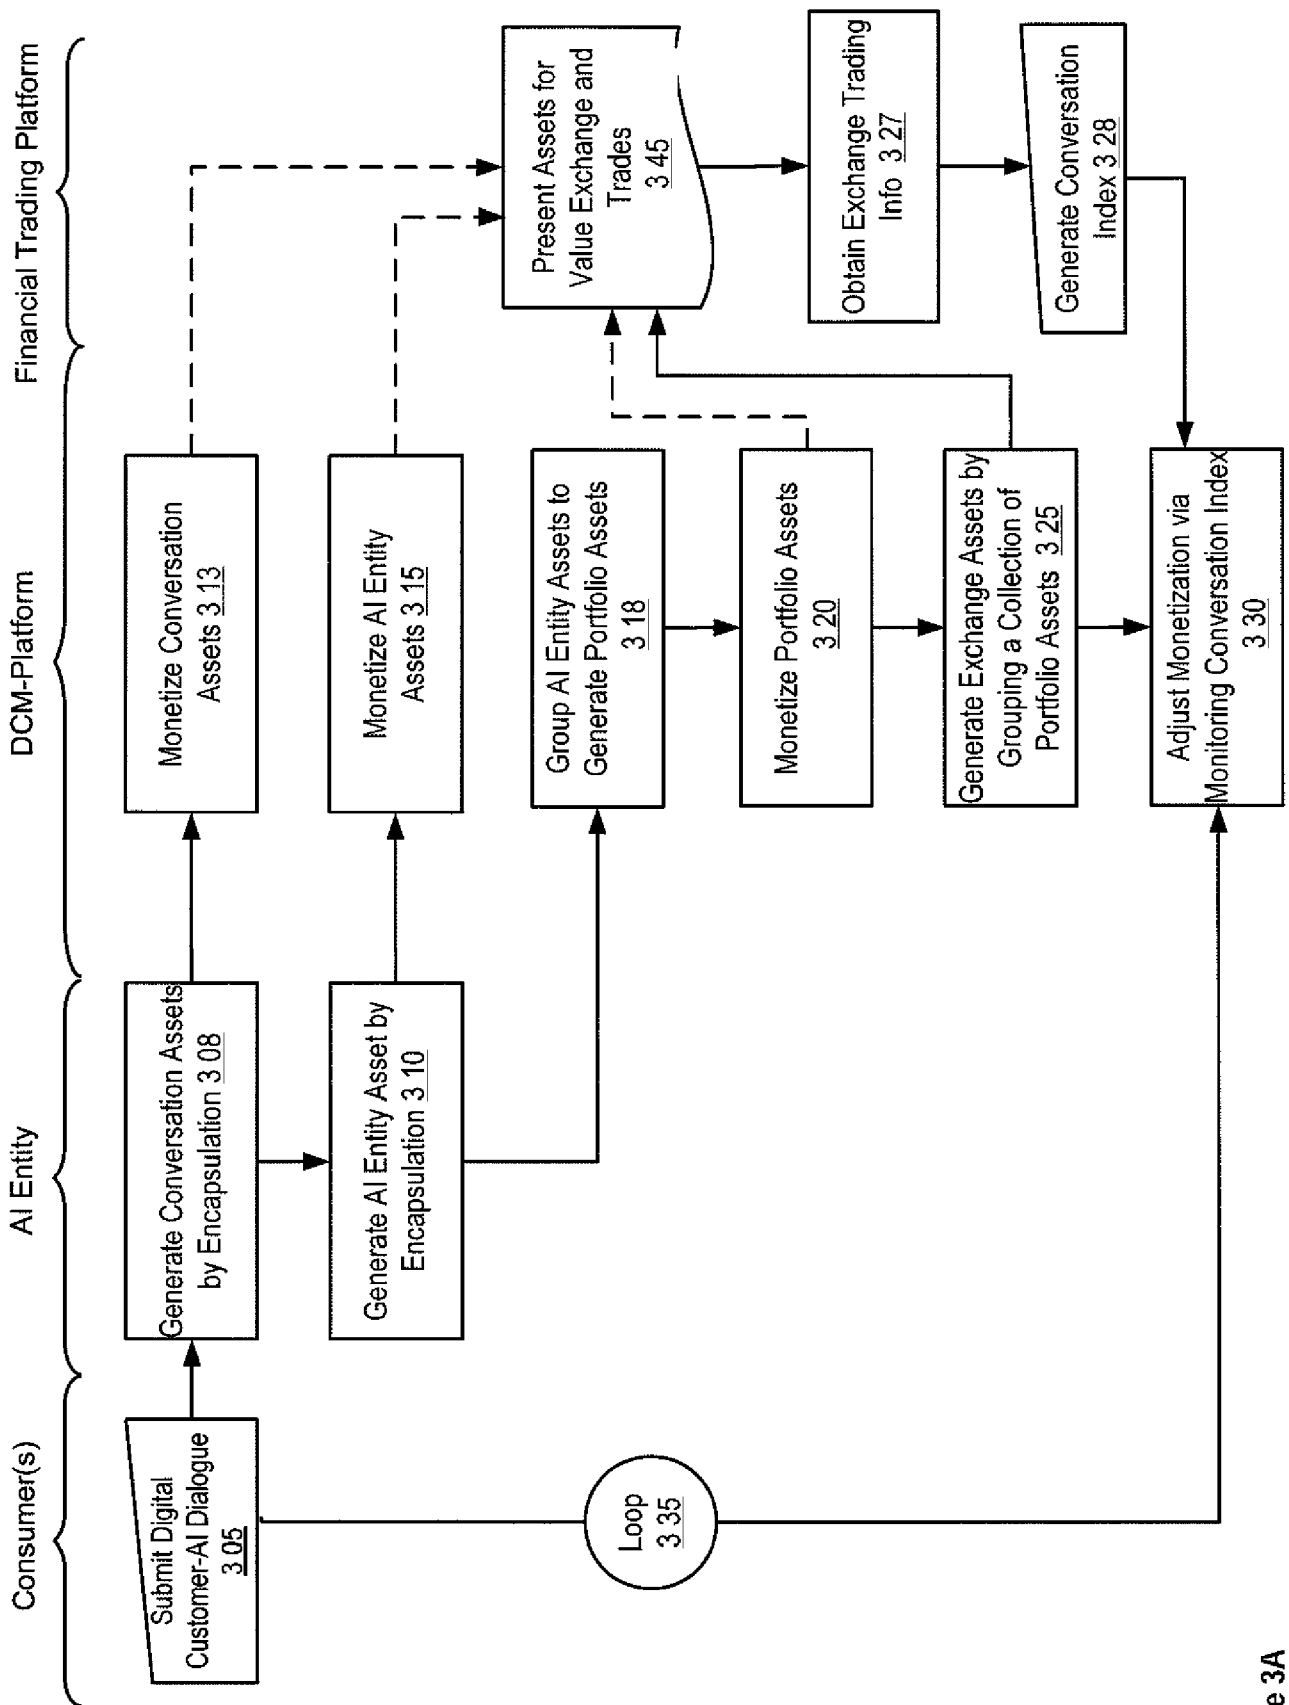 Consumer(s)
AI Entity
DCM-Platform
Financial Trading Platform
Submit Digital
Customer-AI Dialogue
3 05
Generate Conversation Assets
by Encapsulation 3 08
Monetize Conversation
Assets 3 13
Generate AI Entity Asset by
Encapsulation 3 10
Monetize AI Entity
Assets 3 15
Group AI Entity Assets to
Generate Portfolio Assets
3 18
Present Assets for
Value Exchange and
Trades
3 45
Loop
3 35
Monetize Portfolio Assets
3 20
Obtain Exchange Trading
Info 3 27
Generate Exchange Assets by
Grouping a Collection of
Portfolio Assets 3 25
Generate Conversation
Index 3 28
Adjust Monetization via
Monitoring Conversation Index
3 30
e 3A